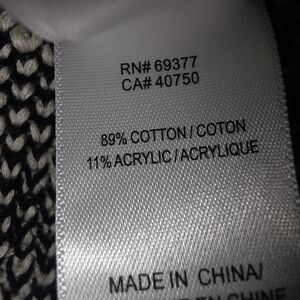 RN# 69377
CA# 40750
89% COTTON / COTON
11% ACRYLIC / ACRYLIQUE
MADE IN CHINA/